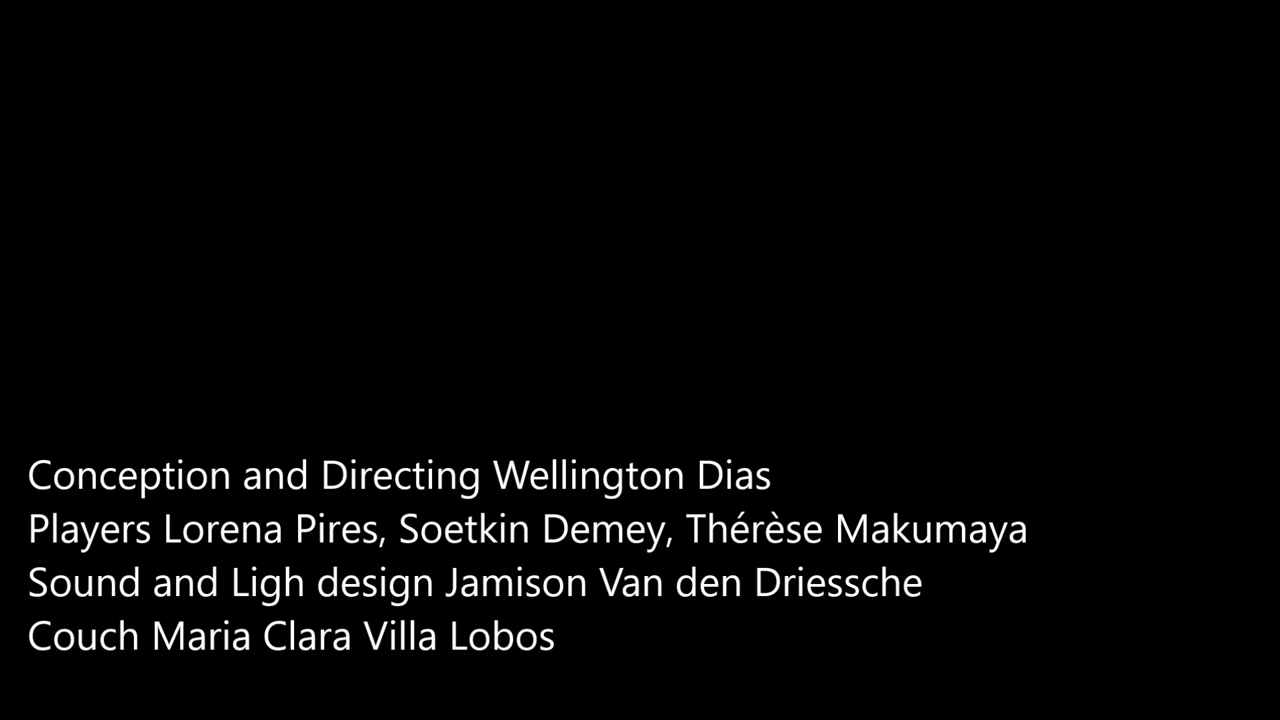 Conception and Directing Wellington Dias
Players Lorena Pires, Soetkin Demey, Thérèse Makumaya
Sound and Ligh design Jamison Van den Driessche
Couch Maria Clara Villa Lobos